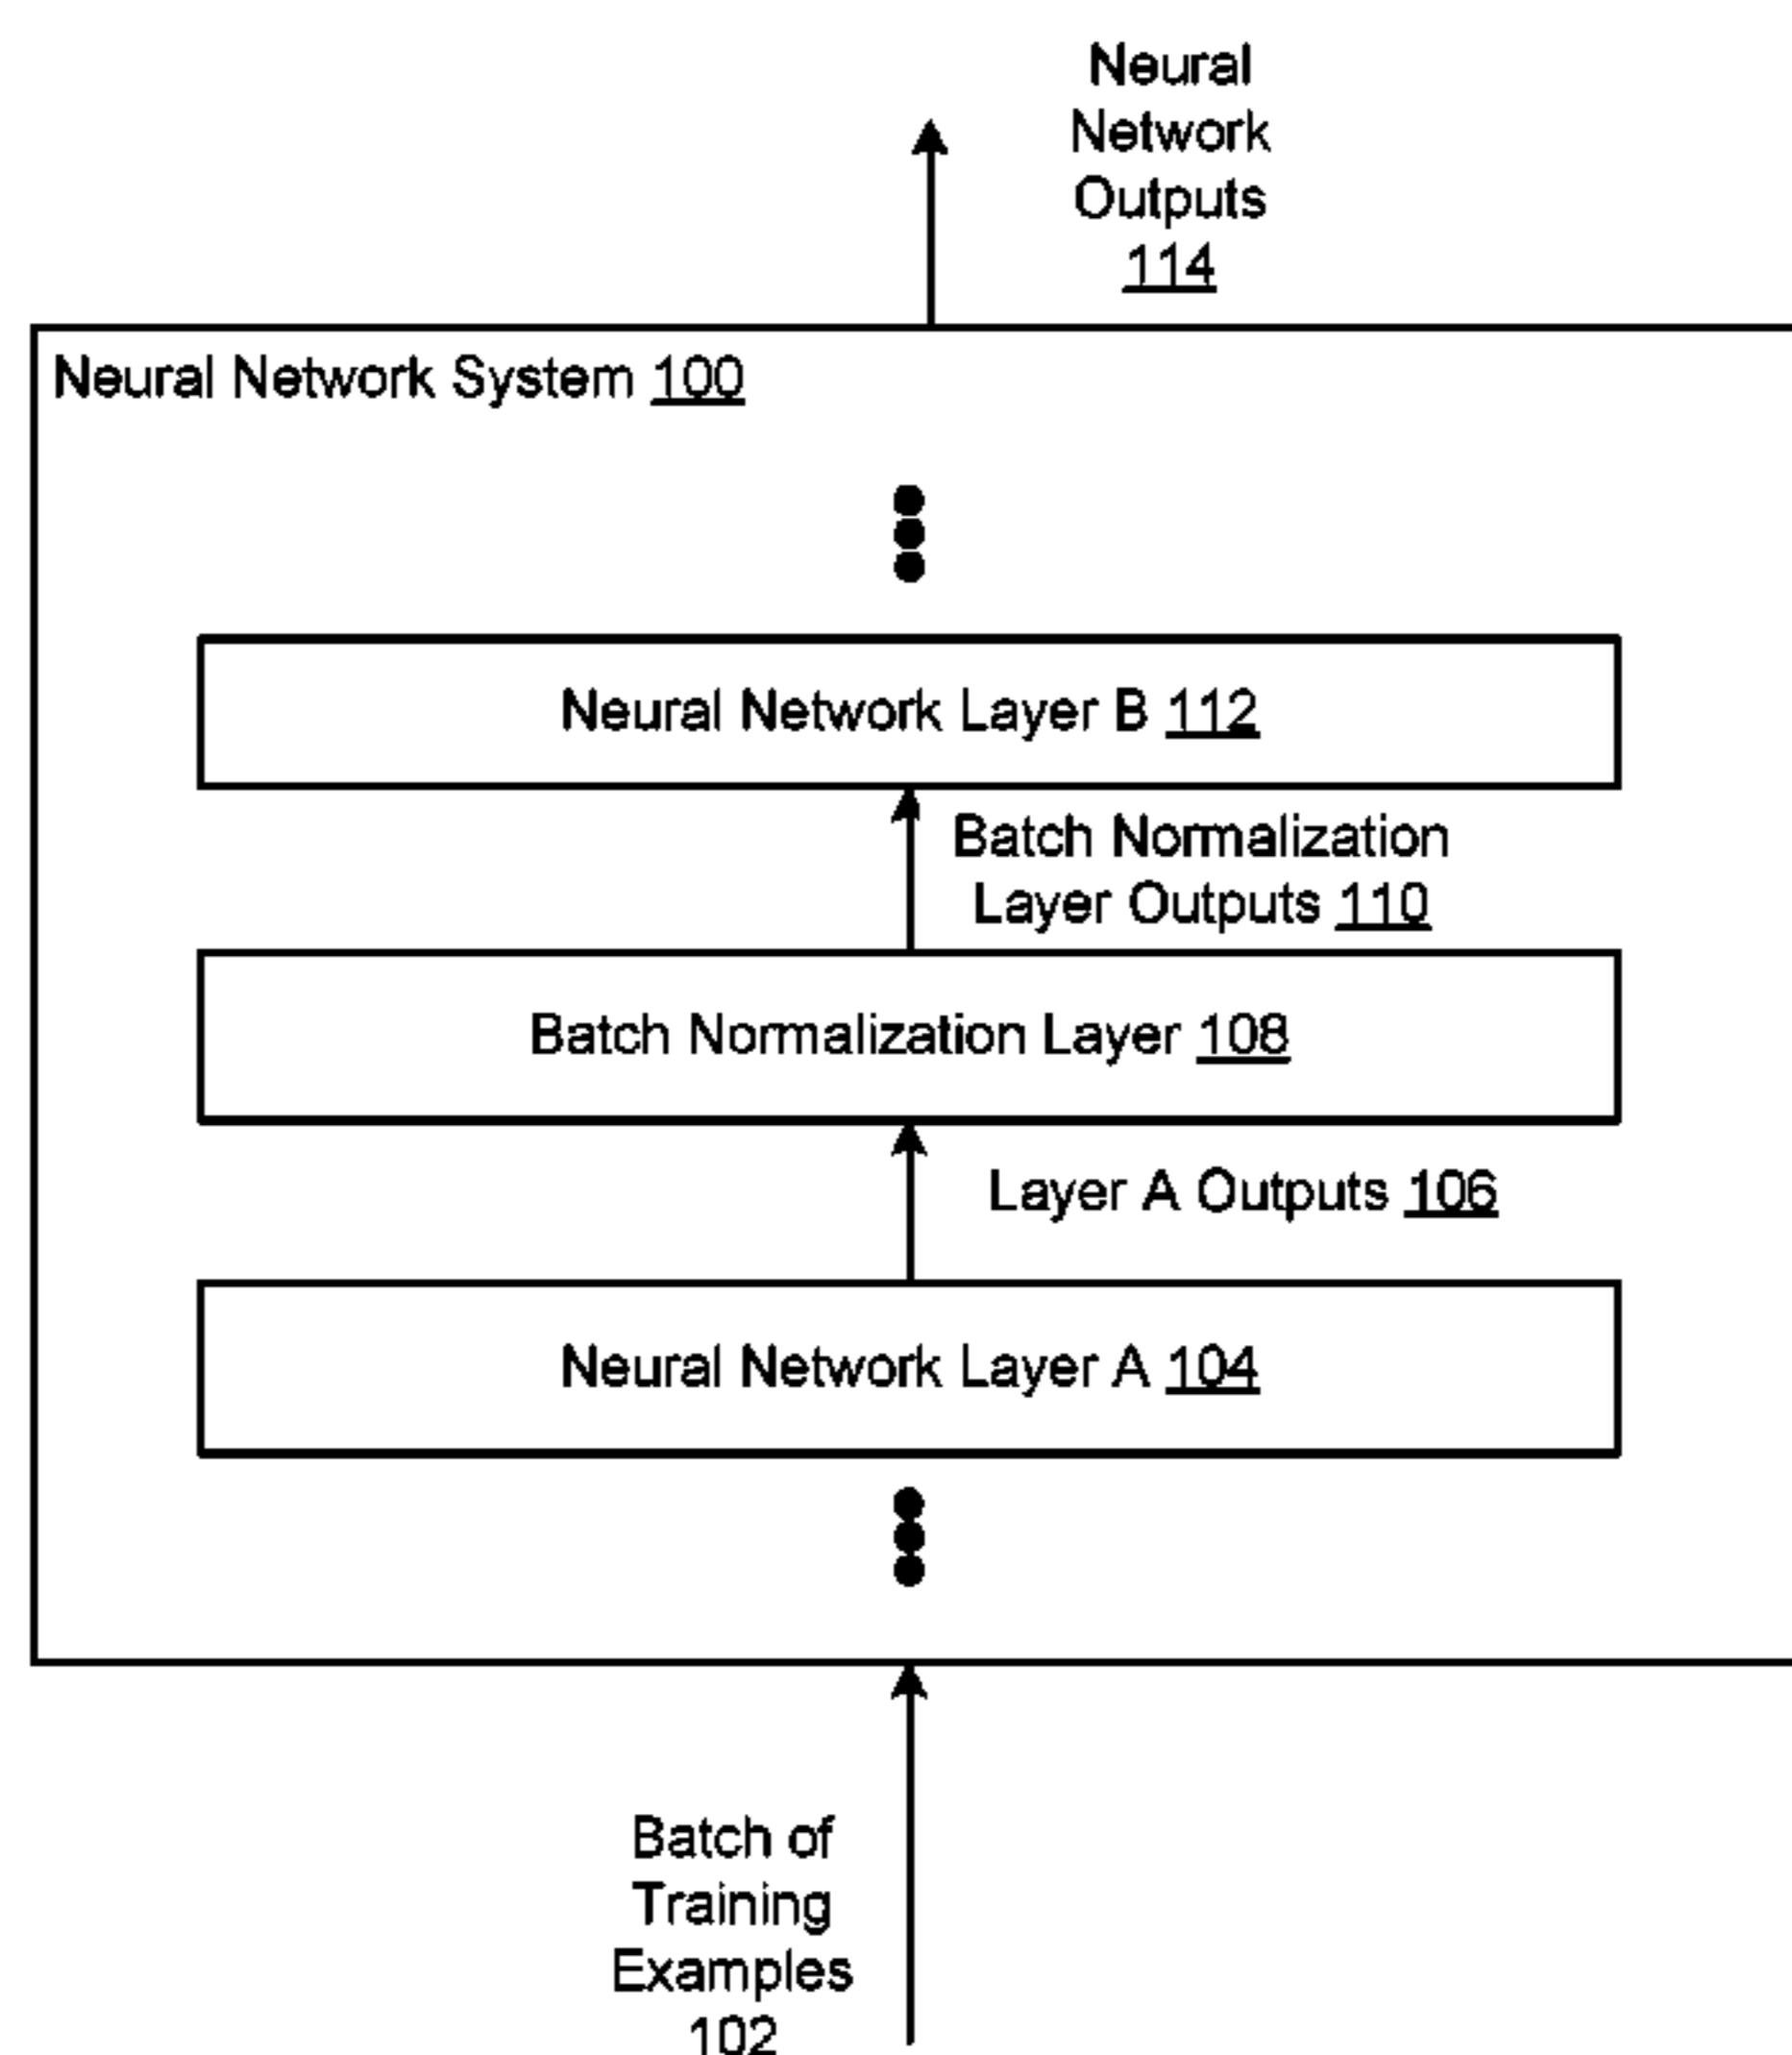 Neural
Network
Outputs
114
Neural Network System 100
Neural Network Layer B 112
Batch Normalization
Layer Outputs 110
Batch Normalization Layer 108
Layer A Outputs 106
Neural Network Layer A 104
Batch of
Training
Examples
102